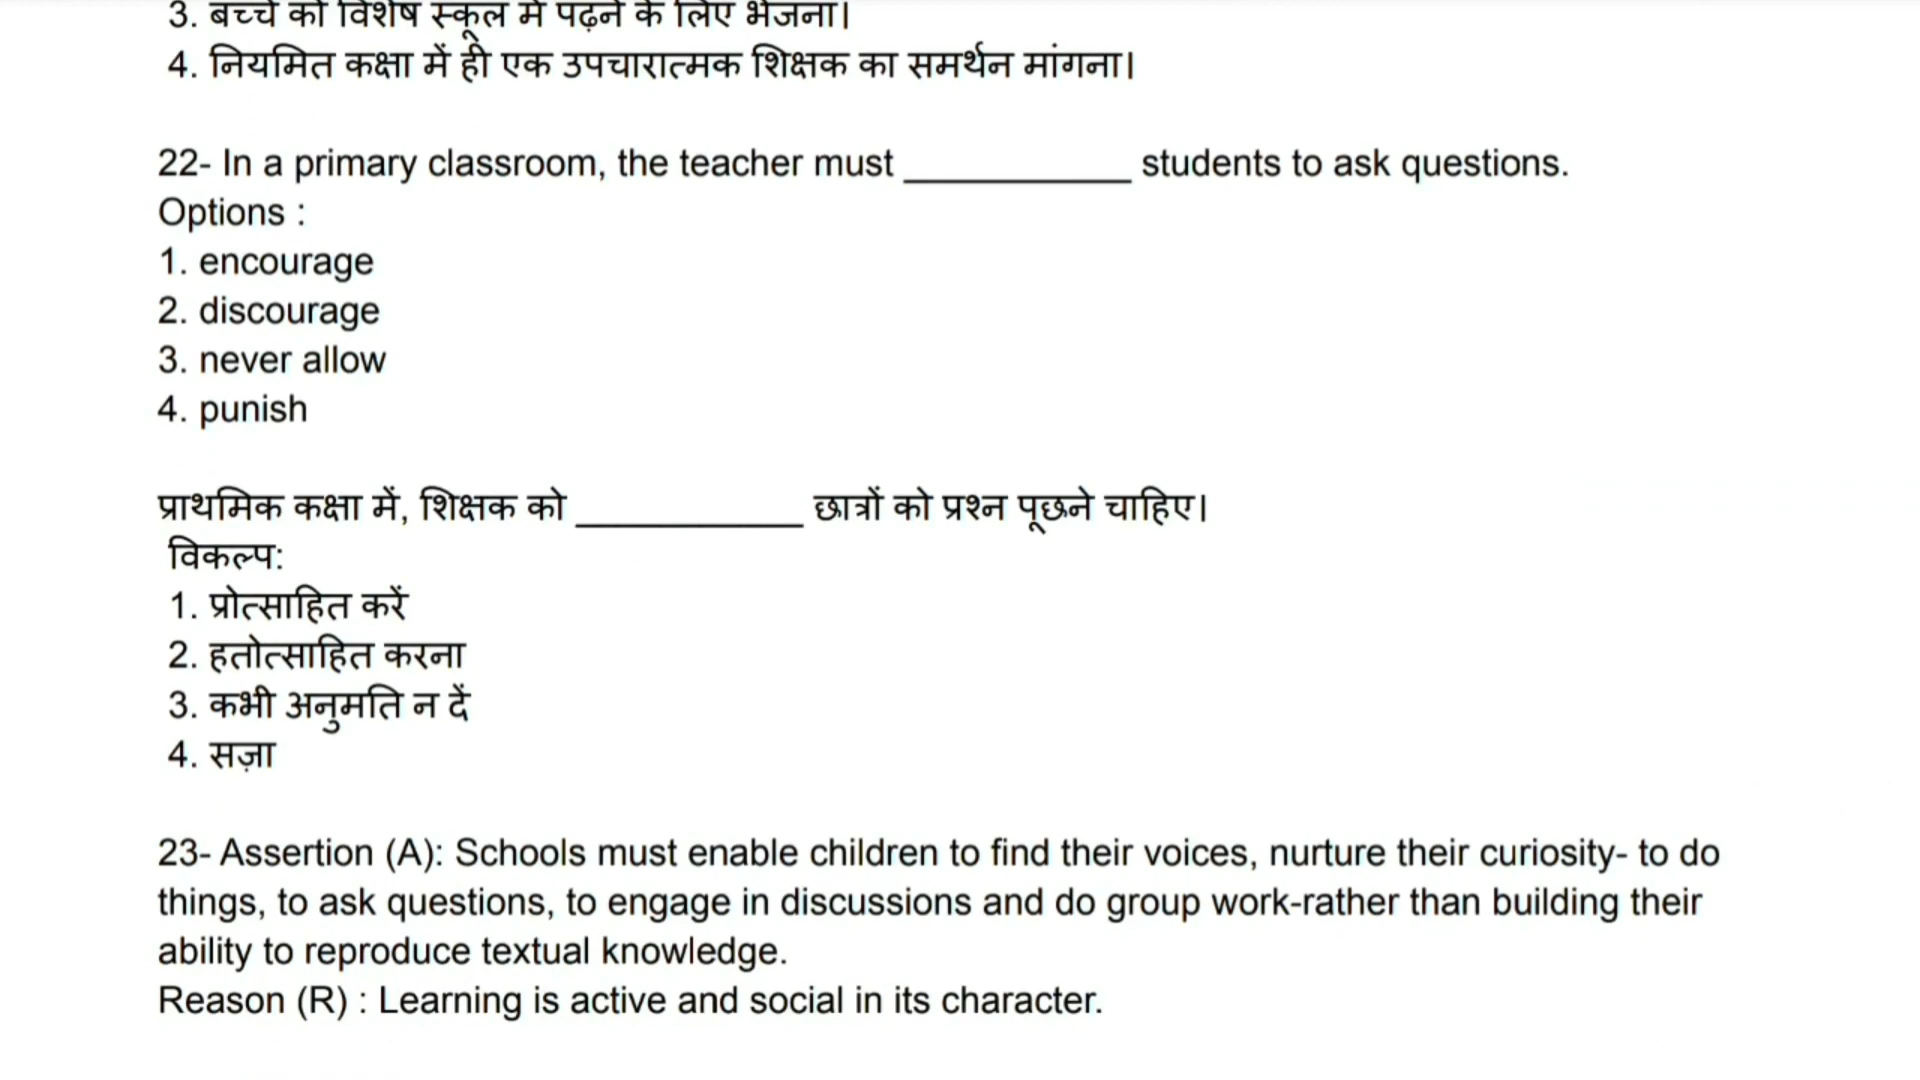 3. बच्चे को विशेष स्कूल में पढ़ने के लिए भेजना।
4. नियमित कक्षा में ही एक उपचारात्मक शिक्षक का समर्थन मांगना।
22- In a primary classroom, the teacher must ____________ students to ask questions.
Options :
1. encourage
2. discourage
3. never allow
4. punish
प्राथमिक कक्षा में, शिक्षक को ____________ छात्रों को प्रश्न पूछने चाहिए।
विकल्प:
1. प्रोत्साहित करें
2. हतोत्साहित करना
3. कभी अनुमति न दें
4. सज़ा
23- Assertion (A): Schools must enable children to find their voices, nurture their curiosity- to do
things, to ask questions, to engage in discussions and do group work-rather than building their
ability to reproduce textual knowledge.
Reason (R) : Learning is active and social in its character.